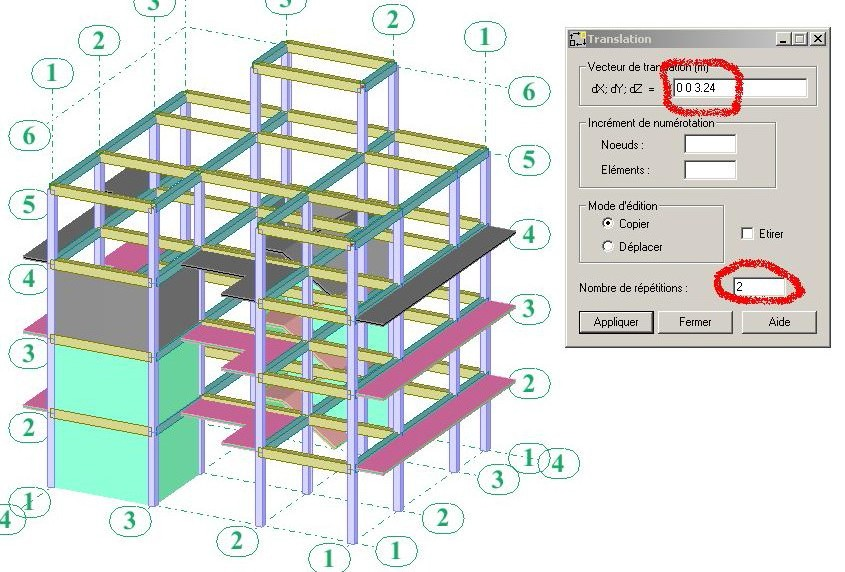 3
3
2
2
1
1
6
6
5
5
4
4
3
3
2
2
1
4
3
2
1
1
2
3
1
4
Translation
Vecteur de translation (m)
dX; dY; dZ =
0 0 3.24
Incrément de numérotation
Noeuds :
Eléments :
Mode d'édition
Copier
Déplacer
Etirer
Nombre de répétitions :
2
Appliquer
Fermer
Aide